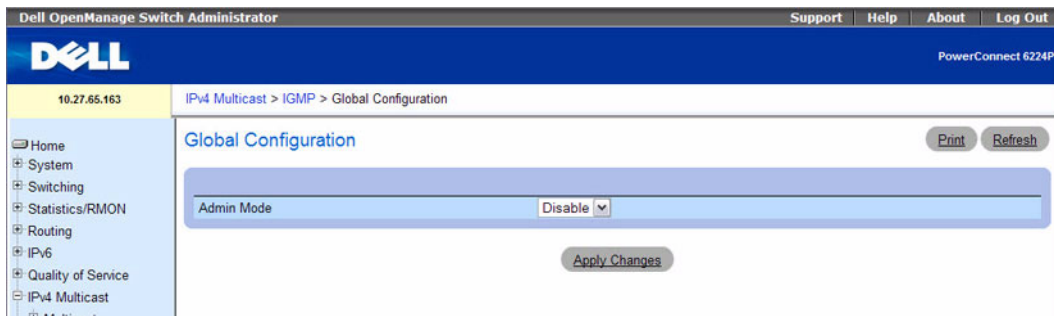 Dell OpenManage Switch Administrator
Support Help About Log Out
DELL
PowerConnect 6224P
10.27.65.163
IPv4 Multicast > IGMP > Global Configuration
Home
System
Switching
Statistics/RMON
Routing
IPv6
Quality of Service
IPv4 Multicast
Global Configuration
Print Refresh
Admin Mode Disable
Apply Changes